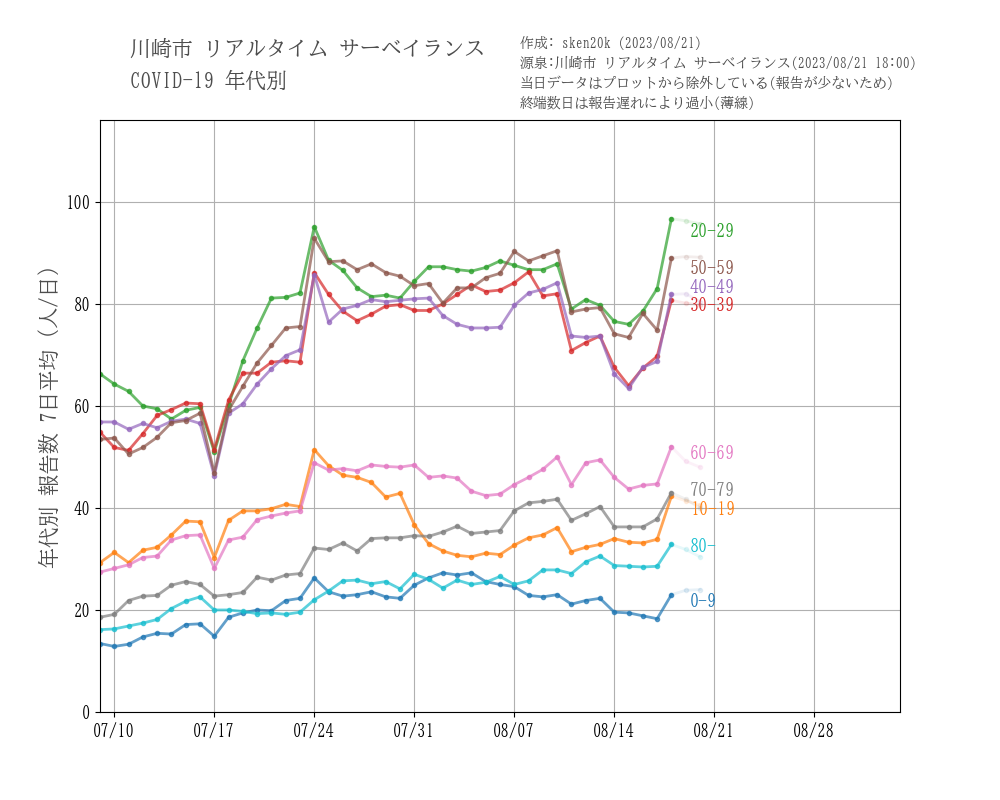 川崎市 リアルタイム サーベイランス
COVID-19 年代別
作成: sken20k (2023/08/21)
源泉:川崎市 リアルタイム サーベイランス(2023/08/21 18:00)
当日データはプロットから除外している(報告が少ないため)
終端数日は報告遅れにより過小(薄線)
年代別 報告数 7日平均 (人/日)
100
80
60
40
20
0
20-29
50-59
40-49
30-39
60-69
70-79
10-19
80-
0-9
07/10 07/17 07/24 07/31 08/07 08/14 08/21 08/28